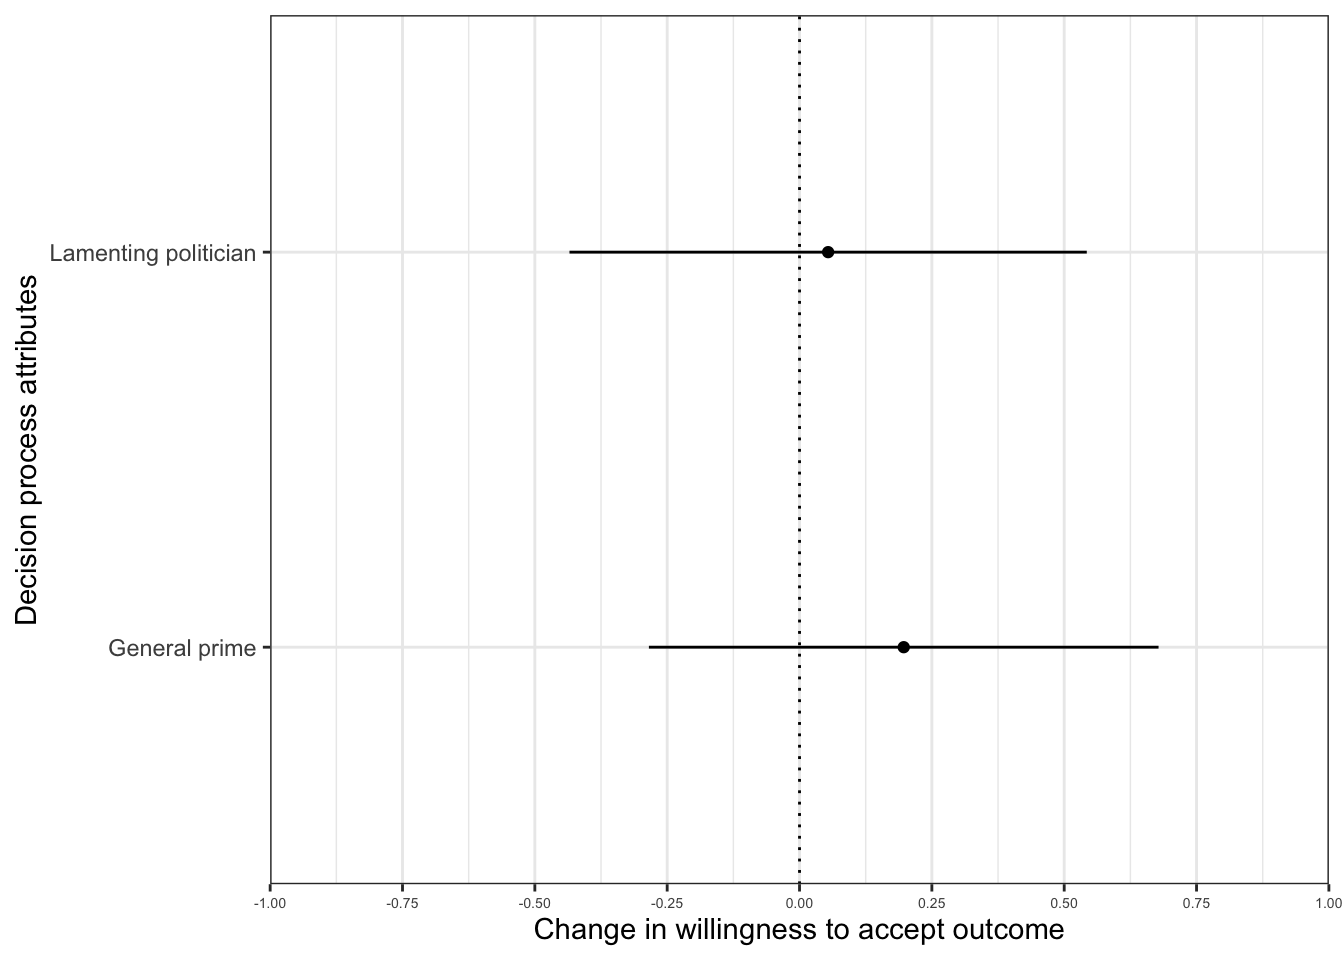 Decision process attributes
Lamenting politician
General prime
-1.00 -0.75 -0.50 -0.25 0.00 0.25 0.50 0.75 1.00
Change in willingness to accept outcome